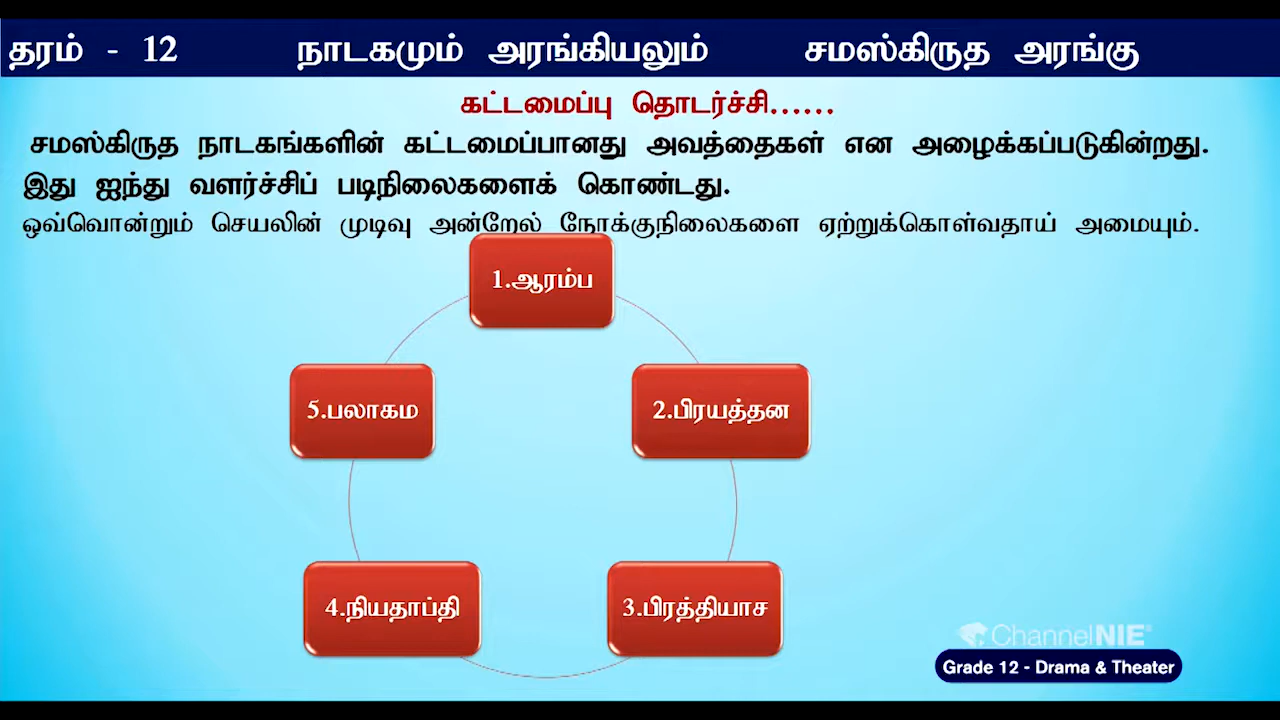 தரம் - 12 நாடகமும் அரங்கியலும் சமஸ்கிருத அரங்கு
கட்டமைப்பு தொடர்ச்சி......
சமஸ்கிருத நாடகங்களின் கட்டமைப்பானது அவத்தைகள் என அழைக்கப்படுகின்றது.
இது ஐந்து வளர்ச்சிப் படிநிலைகளைக் கொண்டது.
ஒவ்வொன்றும் செயலின் முடிவு அன்றேல் நோக்குநிலைகளை ஏற்றுக்கொள்வதாய் அமையும்.
1.ஆரம்ப
2.பிரயத்தன
3.பிரத்தியாச
4.நியதாப்தி
5.பலாகம
ChannelNIE
Grade 12 - Drama & Theater